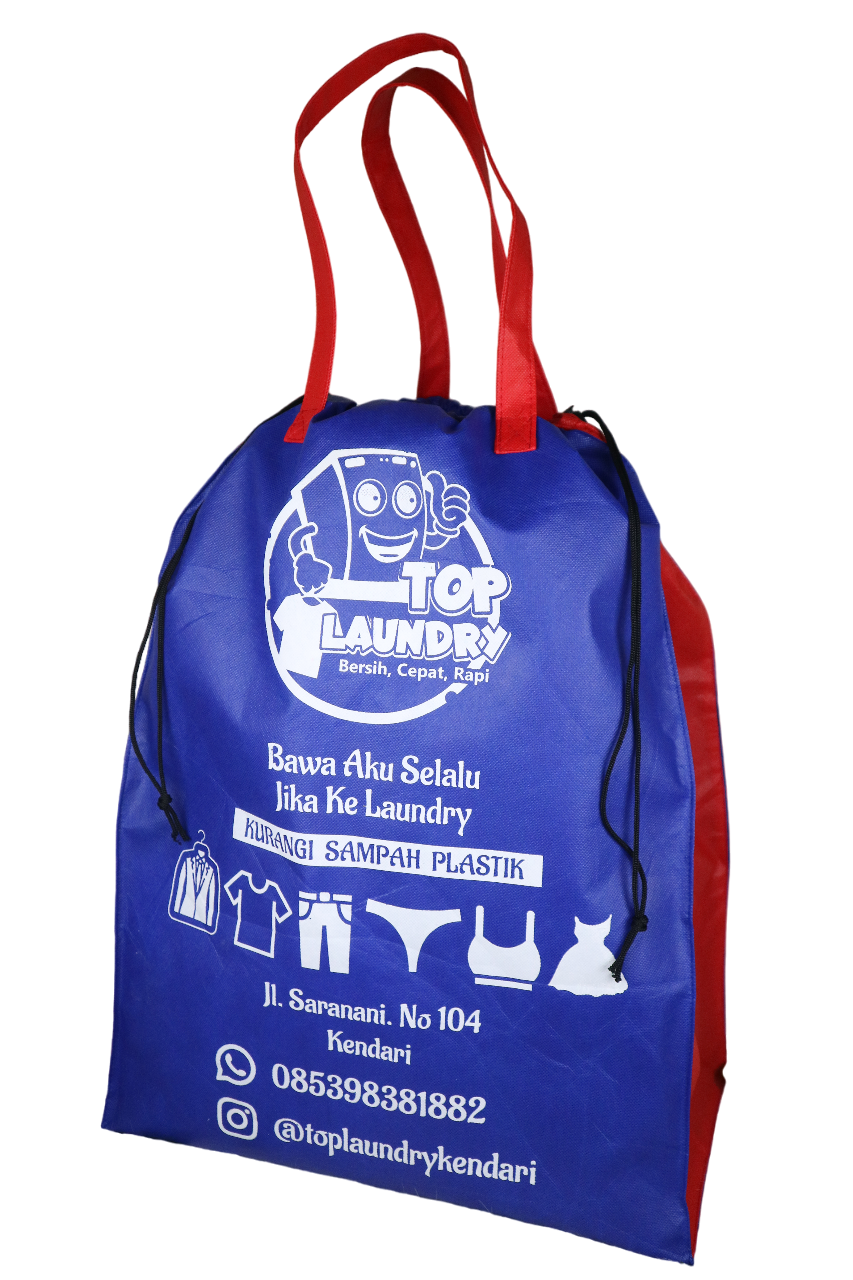 TOP
LAUNDRY
Bersih, Cepat, Rapi
Bawa Aku Selalu
Jika Ke Laundry
KURANGI SAMPAH PLASTIK
Jl. Saranani. No 104
Kendari
085398381882
@toplaundrykendari